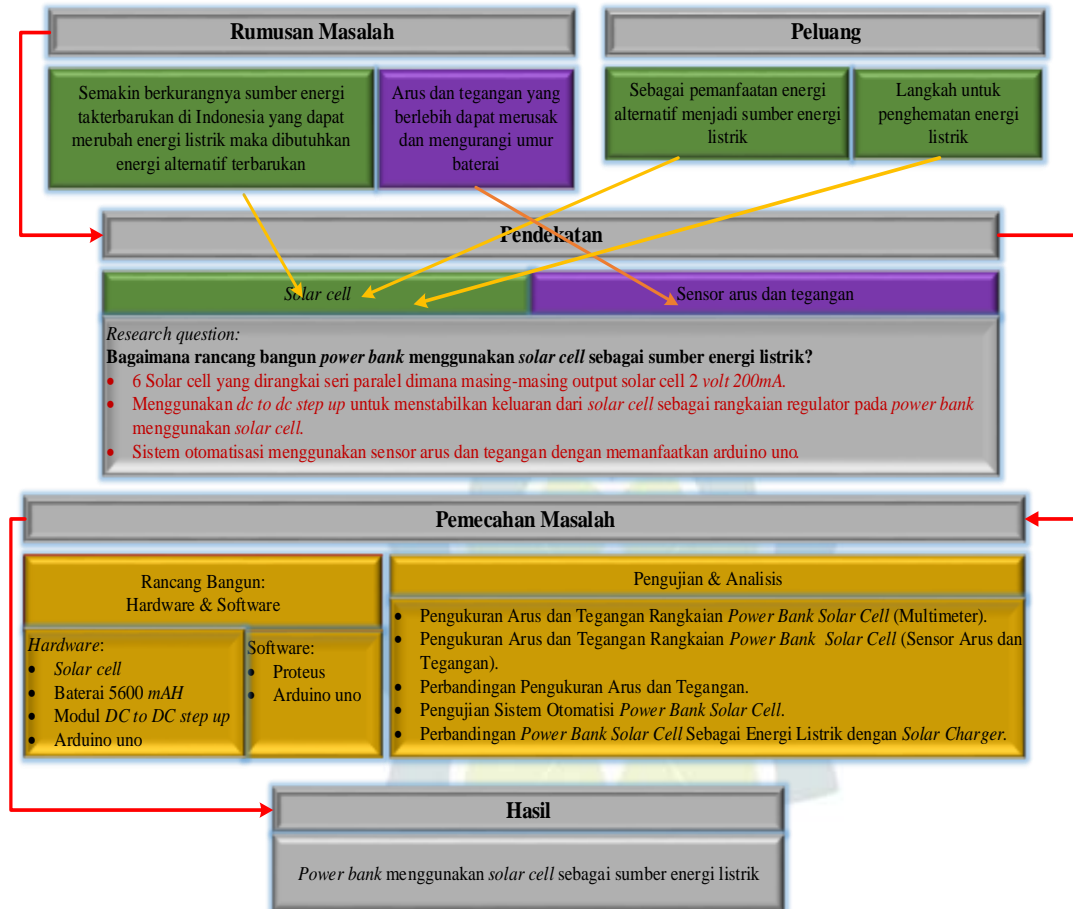 Rumusan Masalah
Semakin berkurangnya sumber energi
takterbarukan di Indonesia yang dapat
merubah energi listrik maka dibutuhkan
energi alternatif terbarukan
Arus dan tegangan yang
berlebih dapat merusak
dan mengurangi umur
baterai
Peluang
Sebagai pemanfaatan energi
alternatif menjadi sumber energi
listrik
Langkah untuk
penghematan energi
listrik
Pendekatan
Solar cell
Sensor arus dan tegangan
Research question:
Bagaimana rancang bangun power bank menggunakan solar cell sebagai sumber energi listrik?
• 6 Solar cell yang dirangkai seri paralel dimana masing-masing output solar cell 2 volt 200mA.
• Menggunakan dc to dc step up untuk menstabilkan keluaran dari solar cell sebagai rangkaian regulator pada power bank
menggunakan solar cell.
• Sistem otomatisasi menggunakan sensor arus dan tegangan dengan memanfaatkan arduino uno.
Pemecahan Masalah
Rancang Bangun:
Hardware & Software
Hardware:
• Solar cell
• Baterai 5600 mAH
• Modul DC to DC step up
• Arduino uno
Software:
• Proteus
• Arduino uno
Pengujian & Analisis
• Pengukuran Arus dan Tegangan Rangkaian Power Bank Solar Cell (Multimeter).
• Pengukuran Arus dan Tegangan Rangkaian Power Bank Solar Cell (Sensor Arus dan
Tegangan).
• Perbandingan Pengukuran Arus dan Tegangan.
• Pengujian Sistem Otomatisi Power Bank Solar Cell.
• Perbandingan Power Bank Solar Cell Sebagai Energi Listrik dengan Solar Charger.
Hasil
Power bank menggunakan solar cell sebagai sumber energi listrik